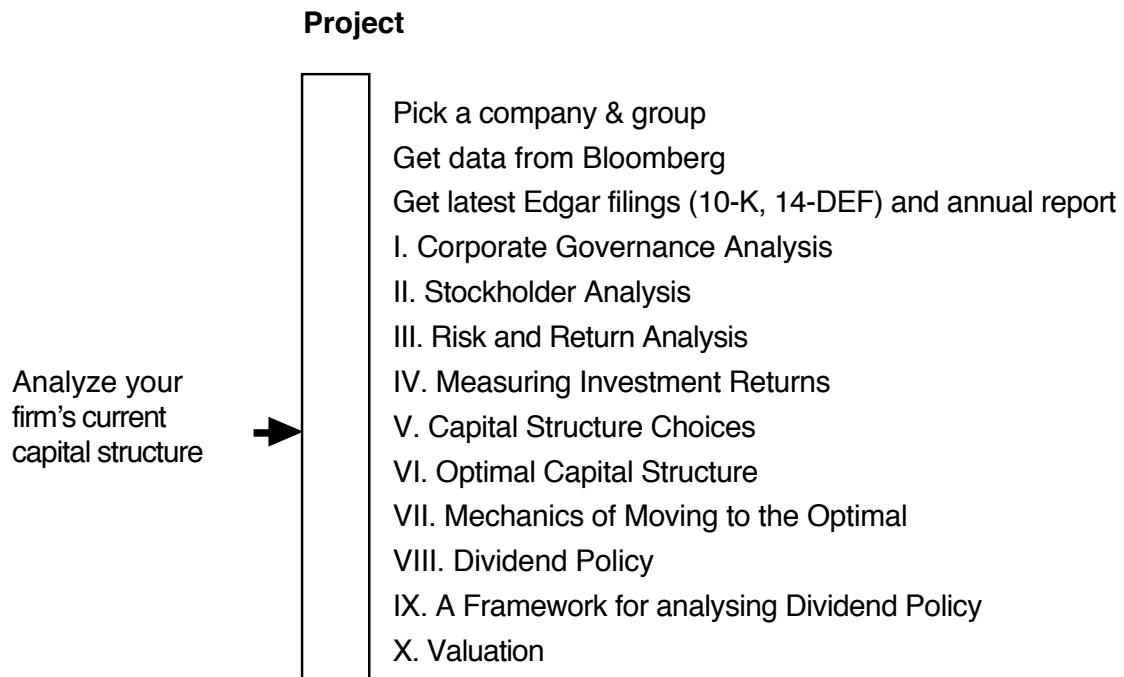 Project
Pick a company & group
Get data from Bloomberg
Get latest Edgar filings (10-K, 14-DEF) and annual report
I. Corporate Governance Analysis
II. Stockholder Analysis
III. Risk and Return Analysis
Analyze your
firm's current
capital structure
IV. Measuring Investment Returns
V. Capital Structure Choices
VI. Optimal Capital Structure
VII. Mechanics of Moving to the Optimal
VIII. Dividend Policy
IX. A Framework for analysing Dividend Policy
X. Valuation